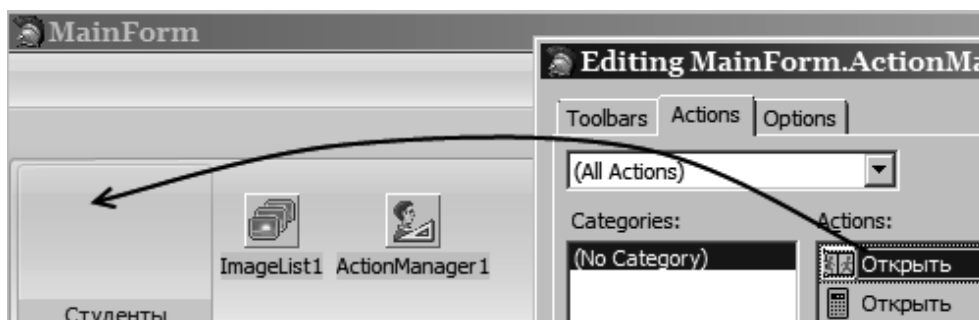 MainForm
Editing MainForm.ActionMa
Toolbars Actions Options
(All Actions)
Categories: Actions:
(No Category) Открыть
Открыть
ImageList1 ActionManager1
Студенты